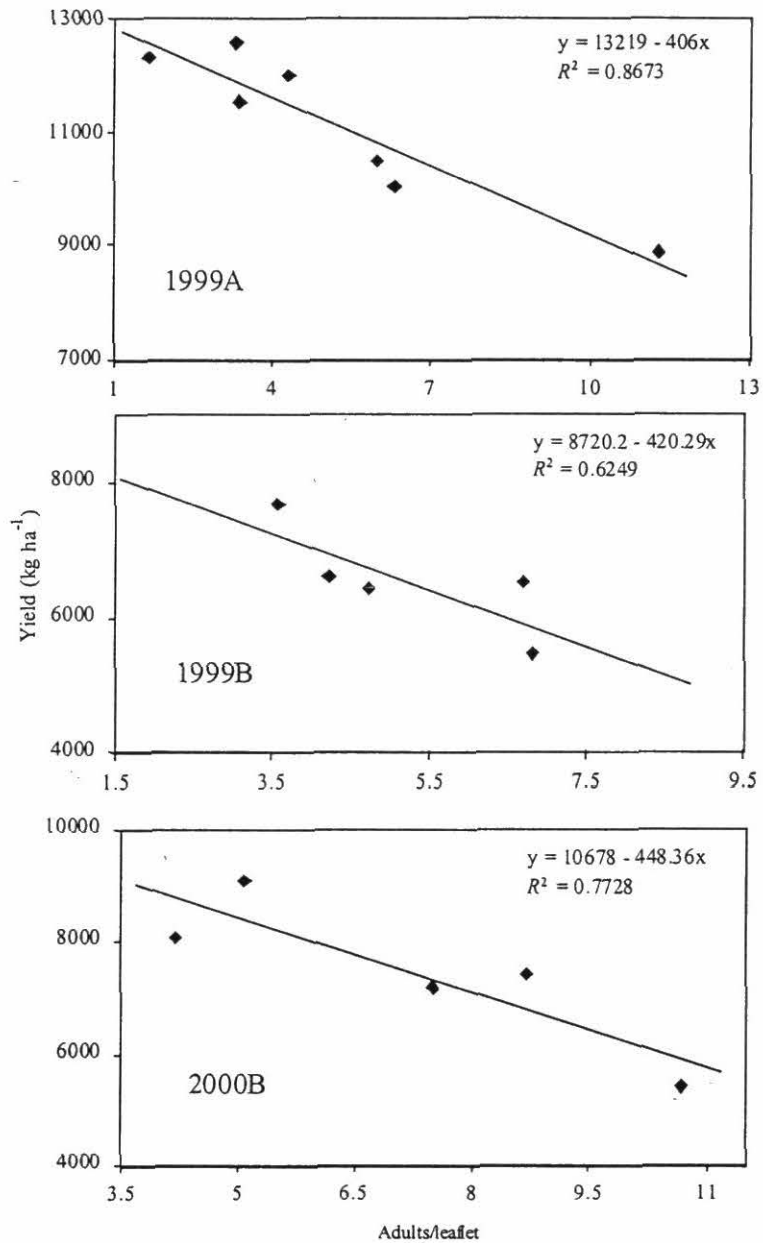 13000
11000
9000
7000
y = 13219 - 406x
R² = 0.8673
1999A
1 4 7 10 13
Yield (kg ha⁻¹)
8000
6000
4000
y = 8720.2 - 420.29x
R² = 0.6249
1999B
1.5 3.5 5.5 7.5 9.5
10000
8000
6000
4000
y = 10678 - 448.36x
R² = 0.7728
2000B
3.5 5 6.5 8 9.5 11
Adults/leaflet